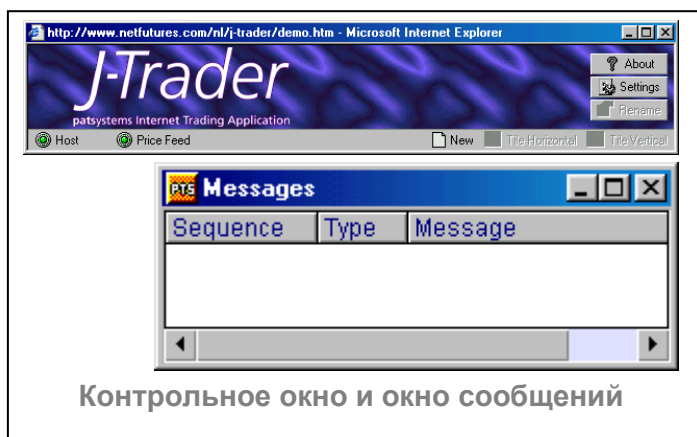 http://www.netfutures.com/nl/j-trader/demo.htm - Microsoft Internet Explorer
J-Trader
patsystems Internet Trading Application
About
Settings
Rename
Host Price Feed New Tile Horizontal Tile Vertical
PTS Messages
Sequence Type Message
Контрольное окно и окно сообщений